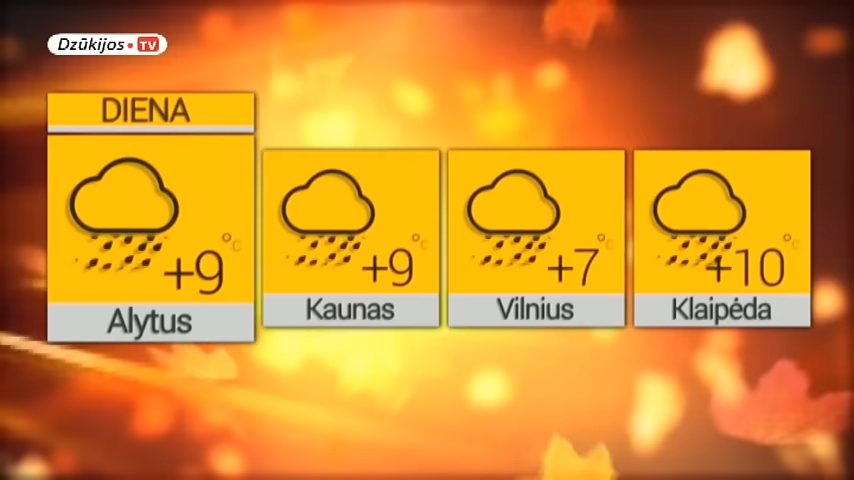 Dzūkijos TV
DIENA
+9°C
Alytus
+9°C
Kaunas
+7°C
Vilnius
+10°C
Klaipėda